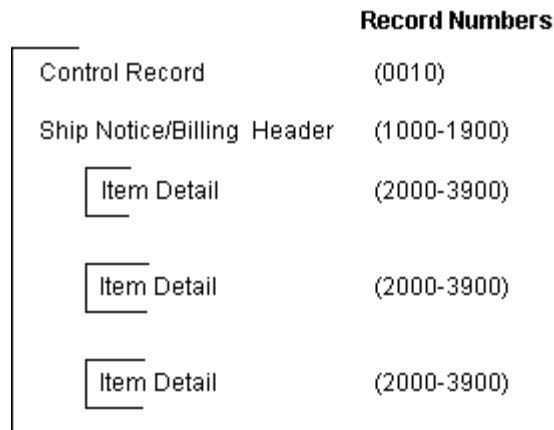 Record Numbers
Control Record (0010)
Ship Notice/Billing Header (1000-1900)
Item Detail (2000-3900)
Item Detail (2000-3900)
Item Detail (2000-3900)